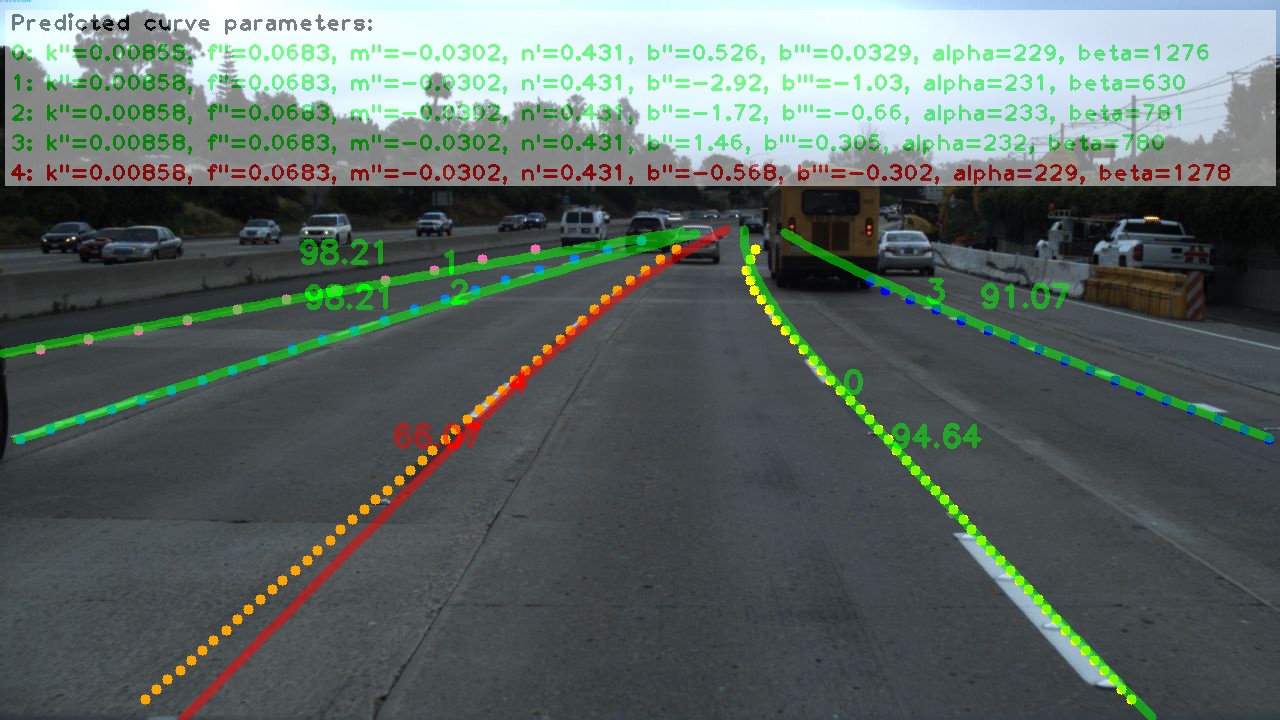 Predicted curve parameters:
0: k''=0.00858, f''=0.0683, m''=-0.0302, n'=0.431, b''=0.526, b'''=0.0329, alpha=229, beta=1276
1: k''=0.00858, f''=0.0683, m''=-0.0302, n'=0.431, b''=-2.92, b'''=-1.03, alpha=231, beta=630
2: k''=0.00858, f''=0.0683, m''=-0.0302, n'=0.431, b''=-1.72, b'''=-0.66, alpha=233, beta=781
3: k''=0.00858, f''=0.0683, m''=-0.0302, n'=0.431, b''=1.46, b'''=0.305, alpha=232, beta=780
4: k''=0.00858, f''=0.0683, m''=-0.0302, n'=0.431, b''=-0.568, b'''=-0.302, alpha=229, beta=1278
98.21 1
98.21 2
3 91.07
4 0
94.64